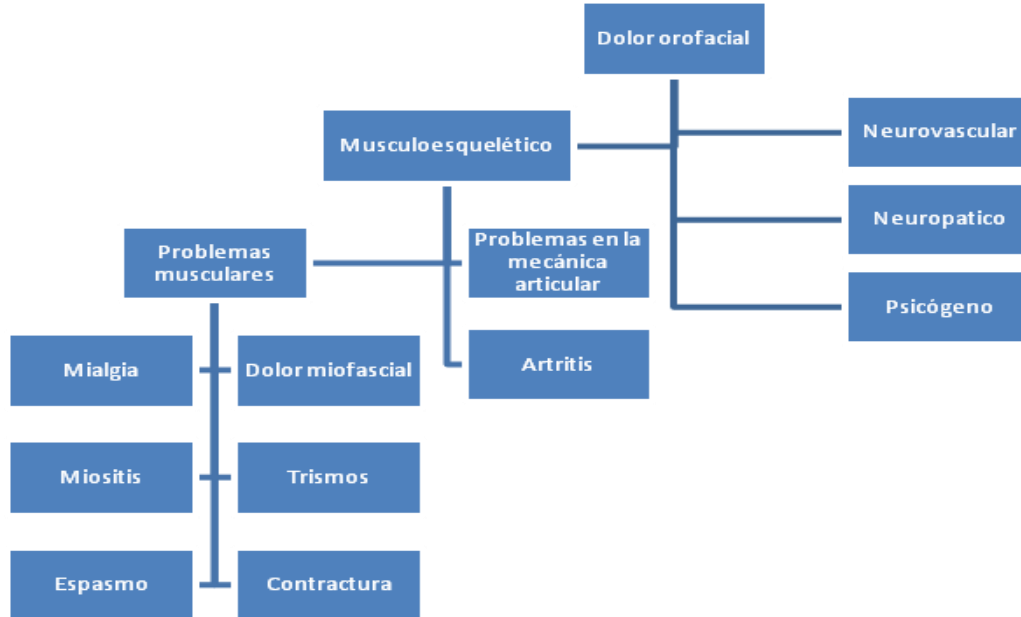 Dolor orofacial
Musculoesquelético
Neurovascular
Neuropatico
Psicógeno
Problemas
musculares
Problemas en la
mecánica
articular
Artritis
Mialgia
Dolor miofascial
Miositis
Trismos
Espasmo
Contractura